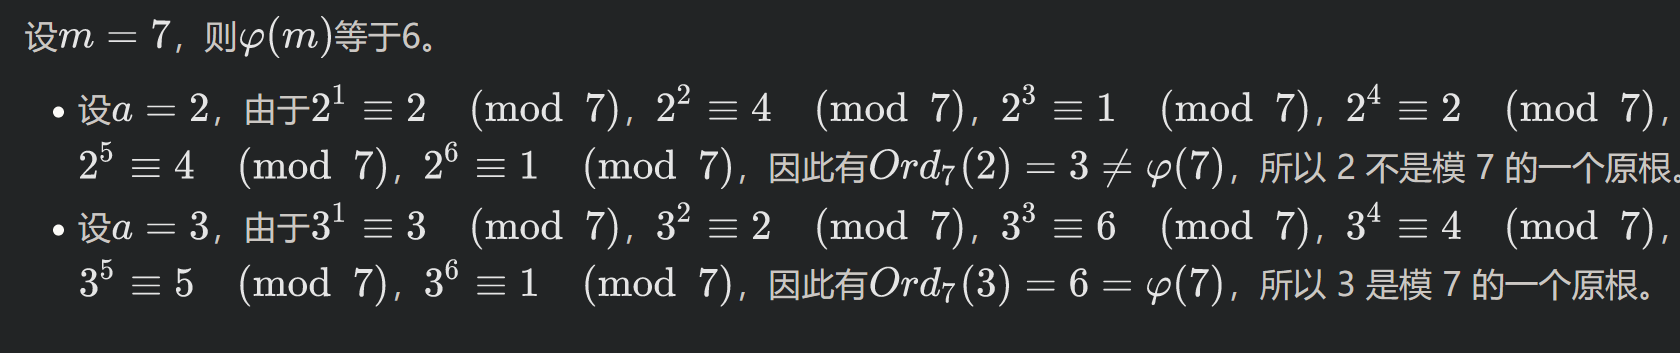 设m = 7，则φ(m)等于6。
• 设a = 2，由于2¹ ≡ 2 (mod 7)，2² ≡ 4 (mod 7)，2³ ≡ 1 (mod 7)，2⁴ ≡ 2 (mod 7)，
2⁵ ≡ 4 (mod 7)，2⁶ ≡ 1 (mod 7)，因此有Ord₇(2) = 3 ≠ φ(7)，所以 2 不是模 7 的一个原根。
• 设a = 3，由于3¹ ≡ 3 (mod 7)，3² ≡ 2 (mod 7)，3³ ≡ 6 (mod 7)，3⁴ ≡ 4 (mod 7)，
3⁵ ≡ 5 (mod 7)，3⁶ ≡ 1 (mod 7)，因此有Ord₇(3) = 6 = φ(7)，所以 3 是模 7 的一个原根。